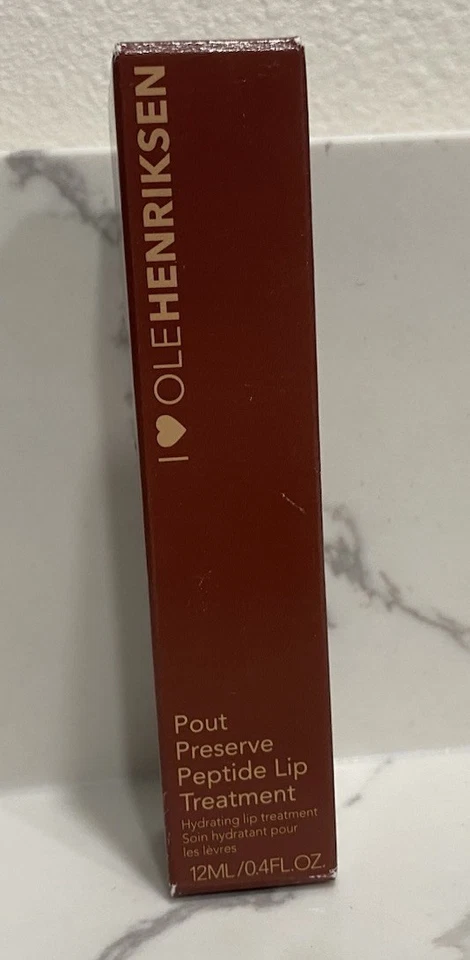 I ♥ OLEHENRIKSEN
Pout
Preserve
Peptide Lip
Treatment
Hydrating lip treatment
Soin hydratant pour
les lèvres
12ML/0.4FL.OZ.